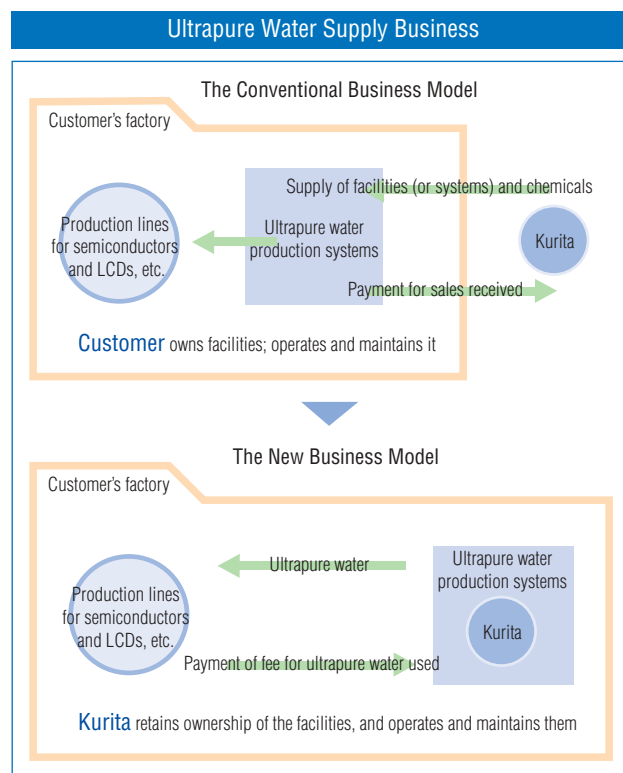 Ultrapure Water Supply Business
The Conventional Business Model
Customer's factory
Supply of facilities (or systems) and chemicals
Production lines
for semiconductors
and LCDs, etc.
Ultrapure water
production systems
Kurita
Payment for sales received
Customer owns facilities; operates and maintains it
The New Business Model
Customer's factory
Ultrapure water
Ultrapure water
production systems
Production lines
for semiconductors
and LCDs, etc.
Kurita
Payment of fee for ultrapure water used
Kurita retains ownership of the facilities, and operates and maintains them